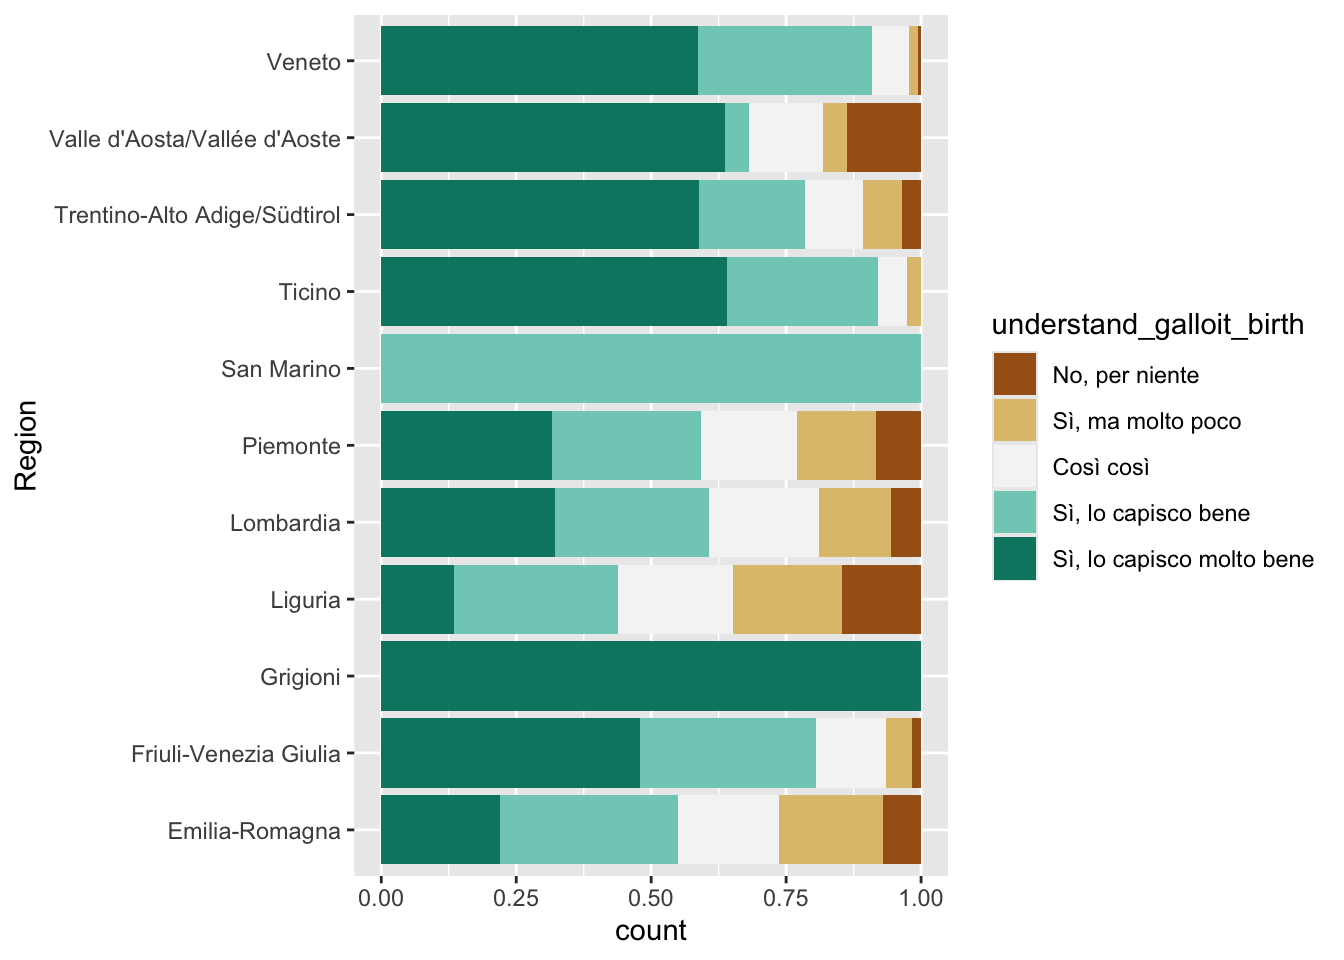 Veneto
Valle d'Aosta/Vallée d'Aoste
Trentino-Alto Adige/Südtirol
Ticino
San Marino
Piemonte
Lombardia
Liguria
Grigioni
Friuli-Venezia Giulia
Emilia-Romagna
Region
0.00 0.25 0.50 0.75 1.00
count
understand_galloit_birth
No, per niente
Sì, ma molto poco
Così così
Sì, lo capisco bene
Sì, lo capisco molto bene